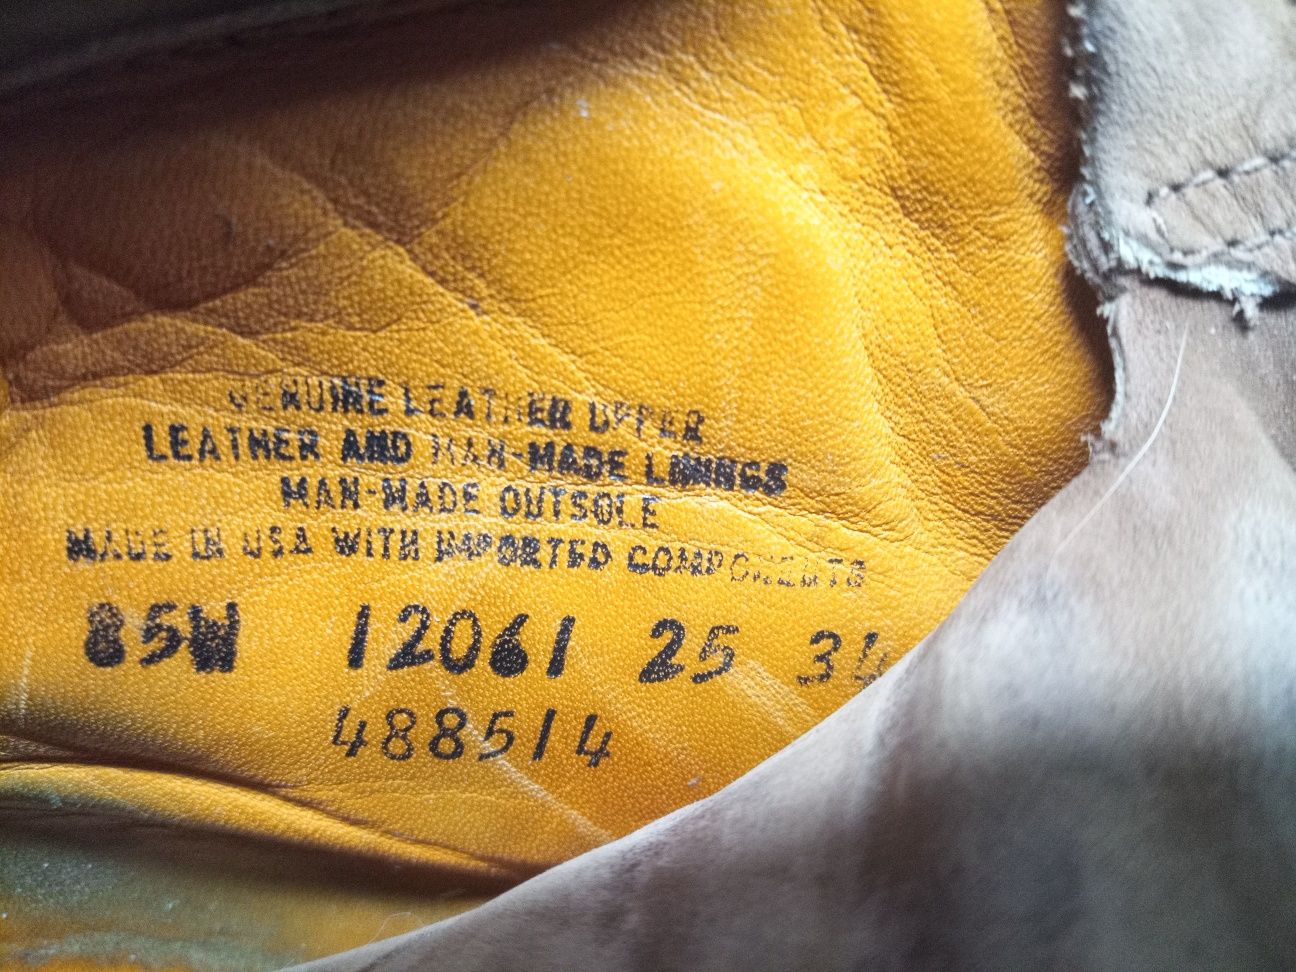 GENUINE LEATHER UPPER
LEATHER AND MAN-MADE LININGS
MAN-MADE OUTSOLE
MADE IN USA WITH IMPORTED COMPONENTS
85W 12061 25 34
488514